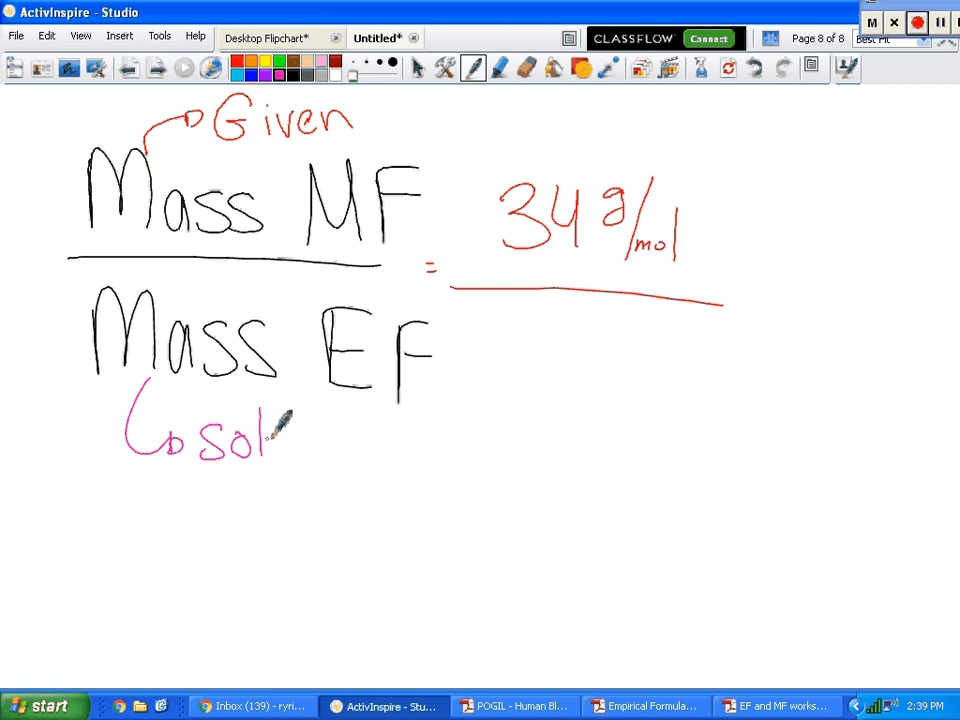 ActivInspire - Studio
M
File Edit View Insert Tools Help
Desktop Flipchart*
Untitled*
CLASSFLOW Connect
Page 8 of 8
Best Fit
Given
Mass MF
34 g/mol
=
Mass EF
sol
start
Inbox (139) - ryri...
ActivInspire - Stu...
POGIL - Human Bl...
Empirical Formula...
EF and MF works...
2:39 PM